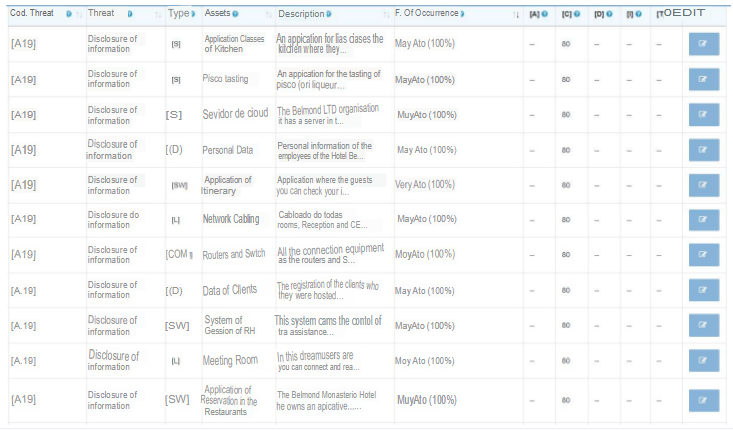 Cod. Threat Threat Type Assets Description F. Of Occurrence [A] [C] [D] [I] [TOEDIT
[A19] Disclosure of [S] Application Classes An appication for lias classes the May Ato (100%) -- 80 -- -- --
information of Kitchen kitchen where they...
[A19] Disclosure of [S] Pisco tasting An appication for the tasting of MayAto (100%) -- 80 -- -- --
information pisco (ori liqueur...
[A19] Disclosure of [S] Sevidor de cioud The Belmond LTD organisation MuyAto (100%) -- 80 -- -- --
information it has a server in t...
[A19] Disclosure of [(D) Personal Data Personal information of the May Ato (100%) -- 80 -- -- --
information employees of the Hotel Be...
[A19] Disclosure of [SW] Application of Application where the guests Very Ato (100%) -- 80 -- -- --
information Itinerary you can check your i...
[A19] Disclosure do [L] Network Cabling Cabloado do todas MayAto (100%) -- 80 -- -- --
information rooms, Reception and CE...
[A19] Disclosure of [COM Routers and Swtch All the connection equipment MoyAto (100%) -- 80 -- -- --
information as the routers and S...
[A.19] Disclosure of [(D) Data of Clients The registration of the clients who May Ato (100%) -- 80 -- -- --
information they were hosted...
[A.19] Disclosure of [SW] System of This system cams the contol of MayAto (100%) -- 80 -- -- --
information Gession of RH tra assistance...
[A.19] Disclosure of [L] Meeting Room In this dreamusers are Moy Ato (100%) -- 80 -- -- --
information you can connect and rea...
[A19] Disclosure of [SW] Application of The Belmond Monasterio Hotel MuyAto (100%) -- 80 -- -- --
information Reservation in the he owns an apicative......
Restaurants